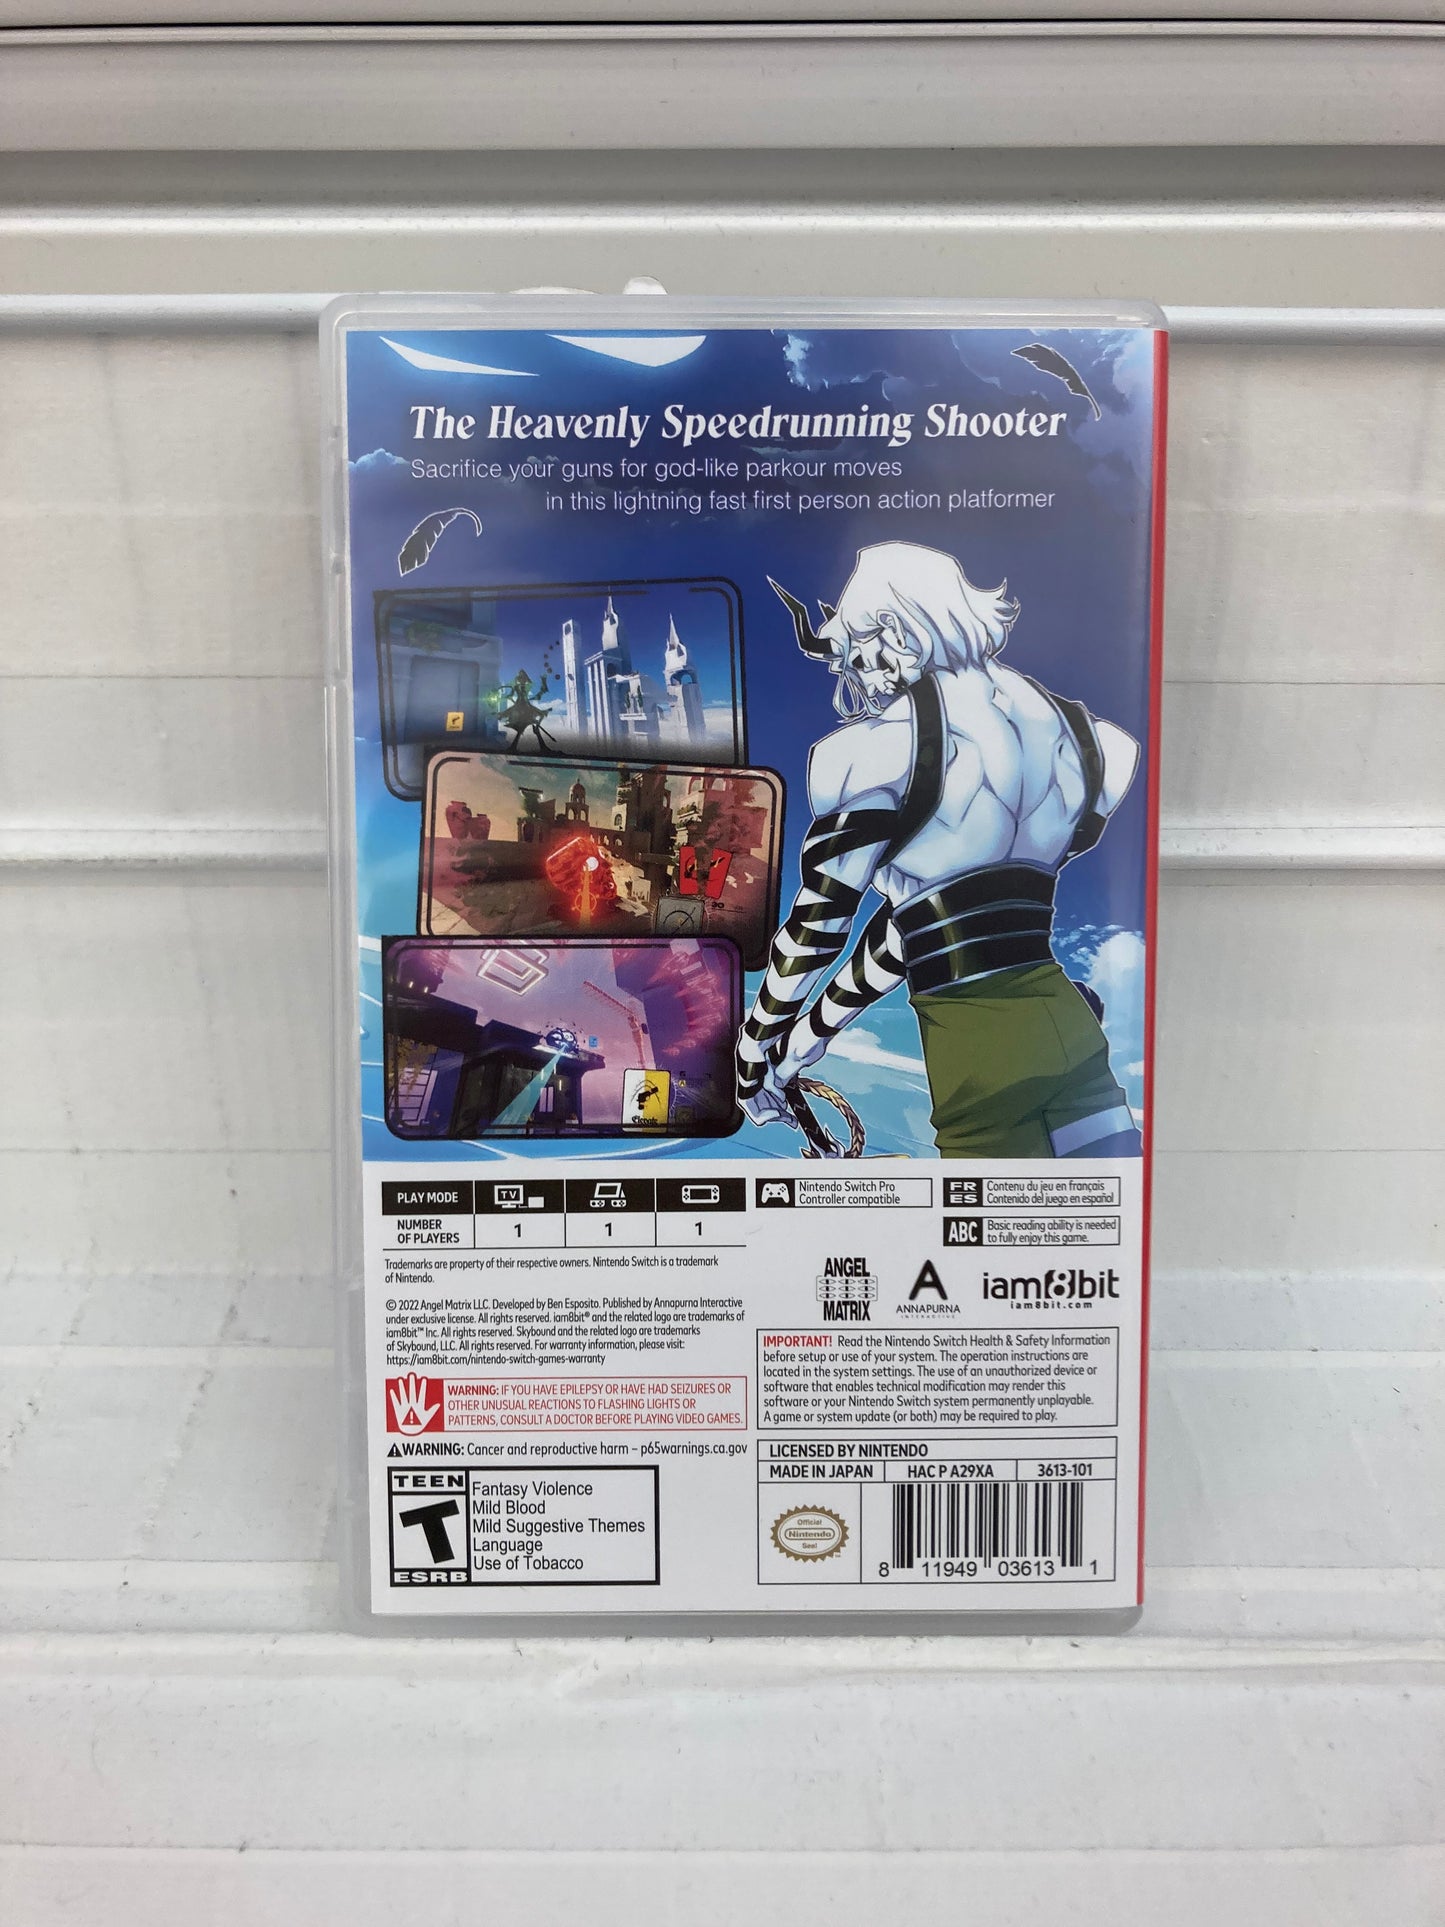 The Heavenly Speedrunning Shooter
Sacrifice your guns for god-like parkour moves
in this lightning fast first person action platformer
Elevate
PLAY MODE
TV
NUMBER
OF PLAYERS
1
1
1
Nintendo Switch Pro
Controller compatible
FR
ES
Contenu du jeu en français
Contenido del juego en español
ABC
Basic reading ability is needed
to fully enjoy this game.
Trademarks are property of their respective owners. Nintendo Switch is a trademark
of Nintendo.
© 2022 Angel Matrix LLC. Developed by Ben Esposito. Published by Annapurna Interactive
under exclusive license. All rights reserved. iam8bit® and the related logo are trademarks of
iam8bit™ Inc. All rights reserved. Skybound and the related logo are trademarks
of Skybound, LLC. All rights reserved. For warranty information, please visit:
https://iam8bit.com/nintendo-switch-games-warranty
ANGEL
MATRIX
ANNAPURNA
INTERACTIVE
iam8bit
iam8bit.com
WARNING: IF YOU HAVE EPILEPSY OR HAVE HAD SEIZURES OR
OTHER UNUSUAL REACTIONS TO FLASHING LIGHTS OR
PATTERNS, CONSULT A DOCTOR BEFORE PLAYING VIDEO GAMES.
IMPORTANT! Read the Nintendo Switch Health & Safety Information
before setup or use of your system. The operation instructions are
located in the system settings. The use of an unauthorized device or
software that enables technical modification may render this
software or your Nintendo Switch system permanently unplayable.
A game or system update (or both) may be required to play.
WARNING: Cancer and reproductive harm – p65warnings.ca.gov
TEEN
T
ESRB
Fantasy Violence
Mild Blood
Mild Suggestive Themes
Language
Use of Tobacco
LICENSED BY NINTENDO
MADE IN JAPAN
HAC P A29XA
3613-101
Official
Nintendo
Seal
8 11949 03613 1